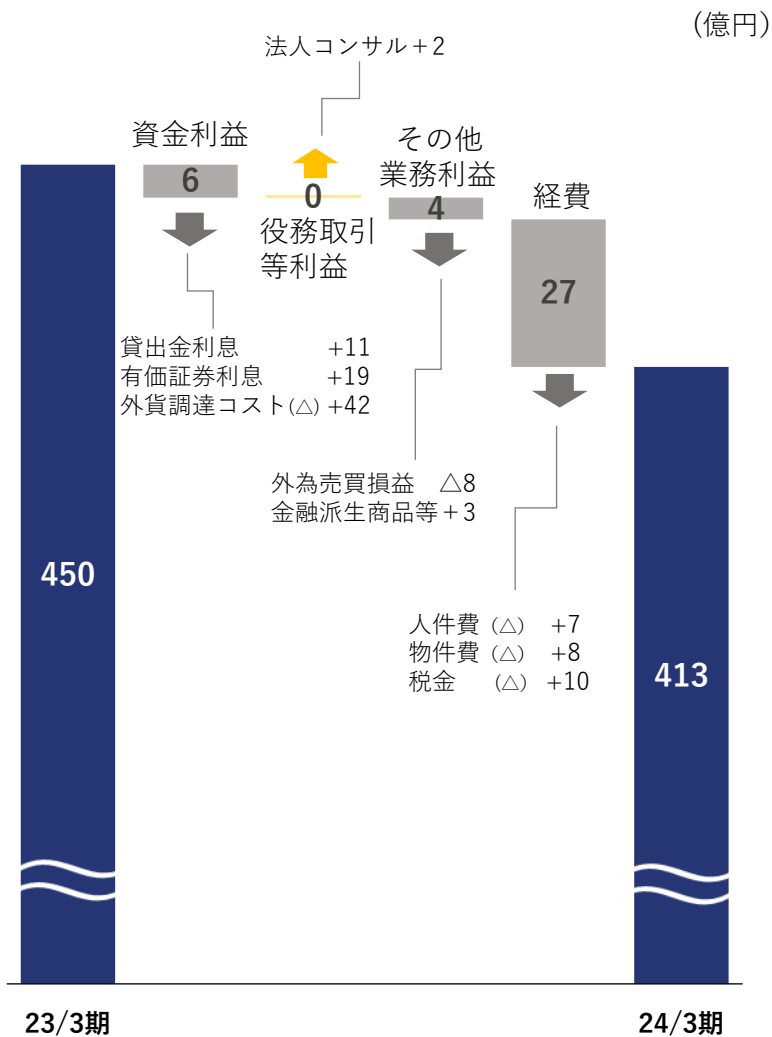 (億円)
法人コンサル+2
資金利益
6
0
役務取引
等利益
その他
業務利益
4
経費
27
貸出金利息 +11
有価証券利息 +19
外貨調達コスト(△) +42
外為売買損益 △8
金融派生商品等+3
人件費 (△) +7
物件費 (△) +8
税金 (△) +10
450
413
23/3期
24/3期